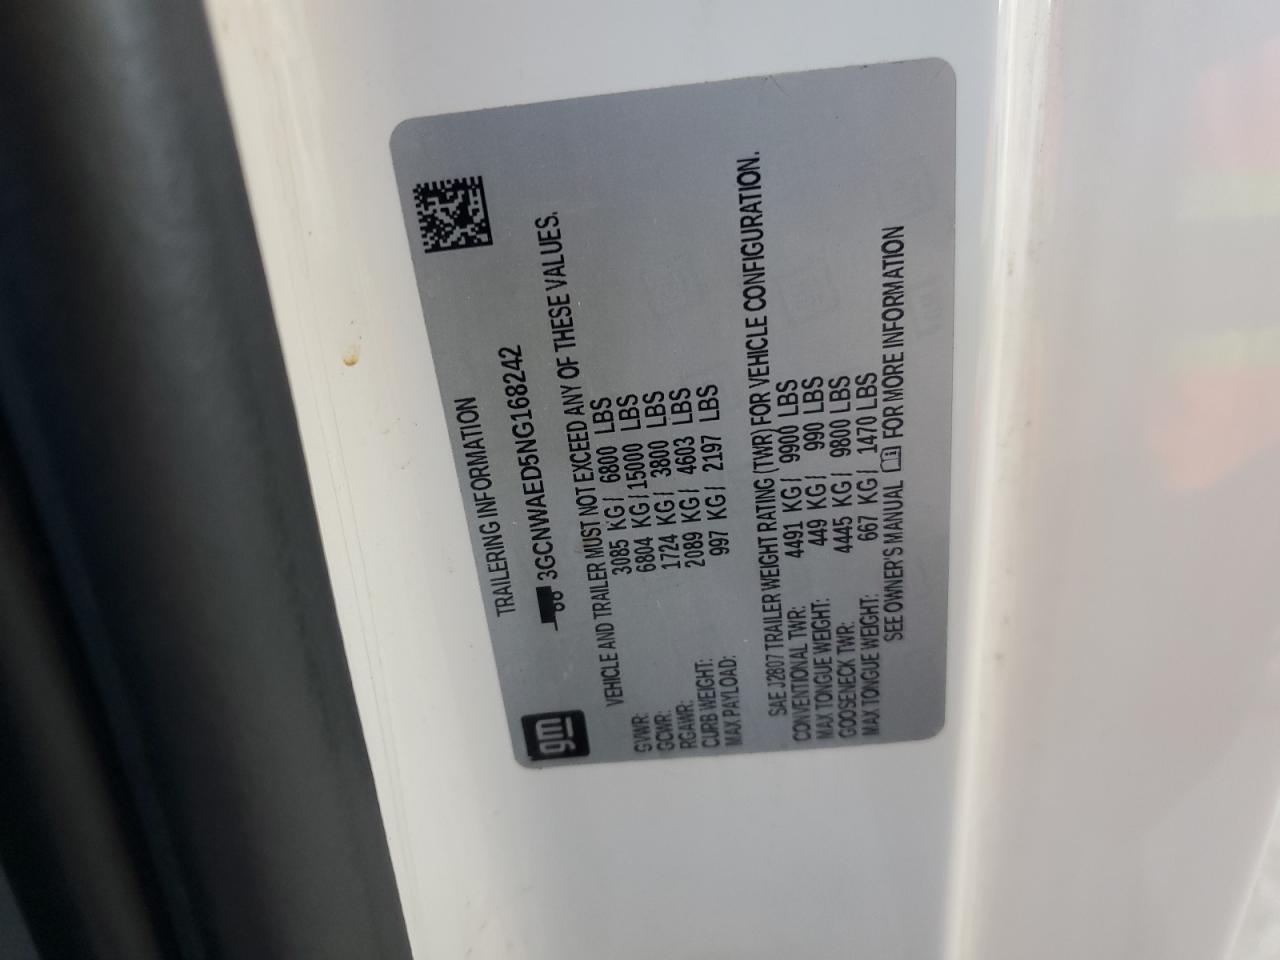 TRAILERING INFORMATION
3GCNWAED5NG168242
gm
VEHICLE AND TRAILER MUST NOT EXCEED ANY OF THESE VALUES.
GVWR: 3085 KG/ 6800 LBS
GCWR: 6804 KG/15000 LBS
RGAWR: 1724 KG/ 3800 LBS
CURB WEIGHT: 2089 KG/ 4603 LBS
MAX PAYLOAD: 997 KG/ 2197 LBS
SAE J2807 TRAILER WEIGHT RATING (TWR) FOR VEHICLE CONFIGURATION.
CONVENTIONAL TWR: 4491 KG/ 9900 LBS
MAX TONGUE WEIGHT: 449 KG/ 990 LBS
GOOSENECK TWR: 4445 KG/ 9800 LBS
MAX TONGUE WEIGHT: 667 KG/ 1470 LBS
SEE OWNER'S MANUAL FOR MORE INFORMATION